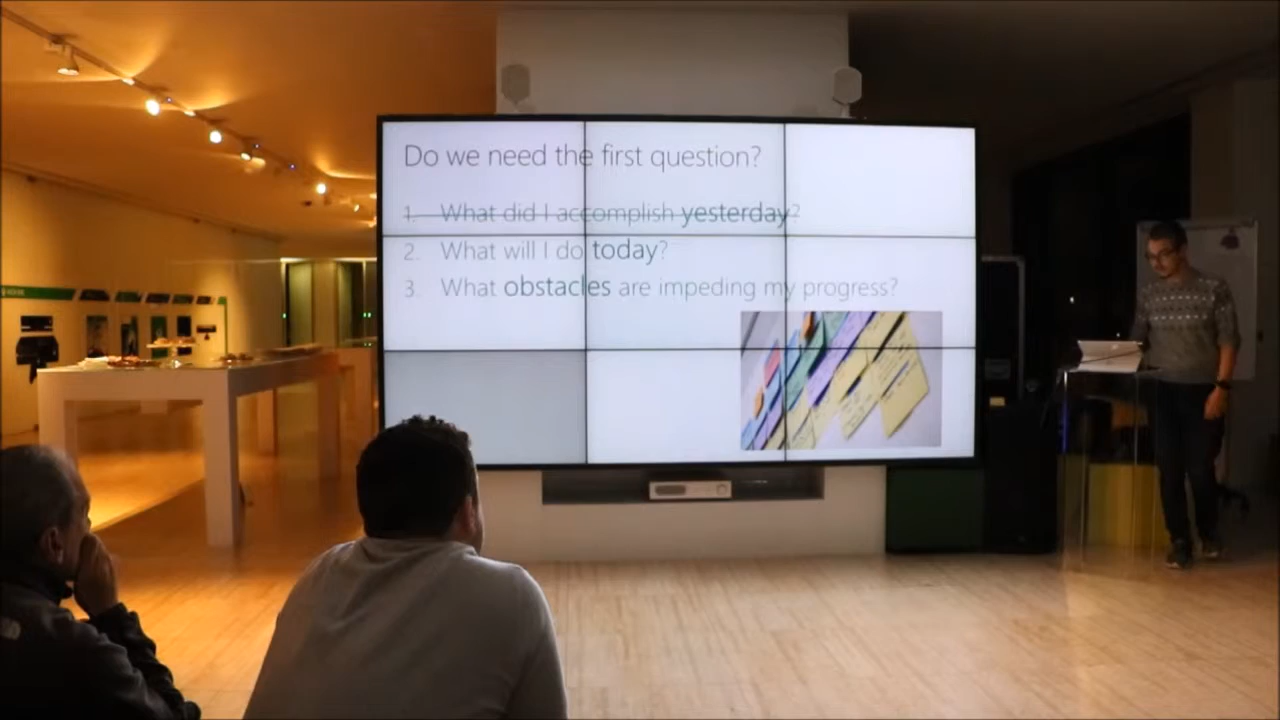 Do we need the first question?
1. What did I accomplish yesterday?
2. What will I do today?
3. What obstacles are impeding my progress?